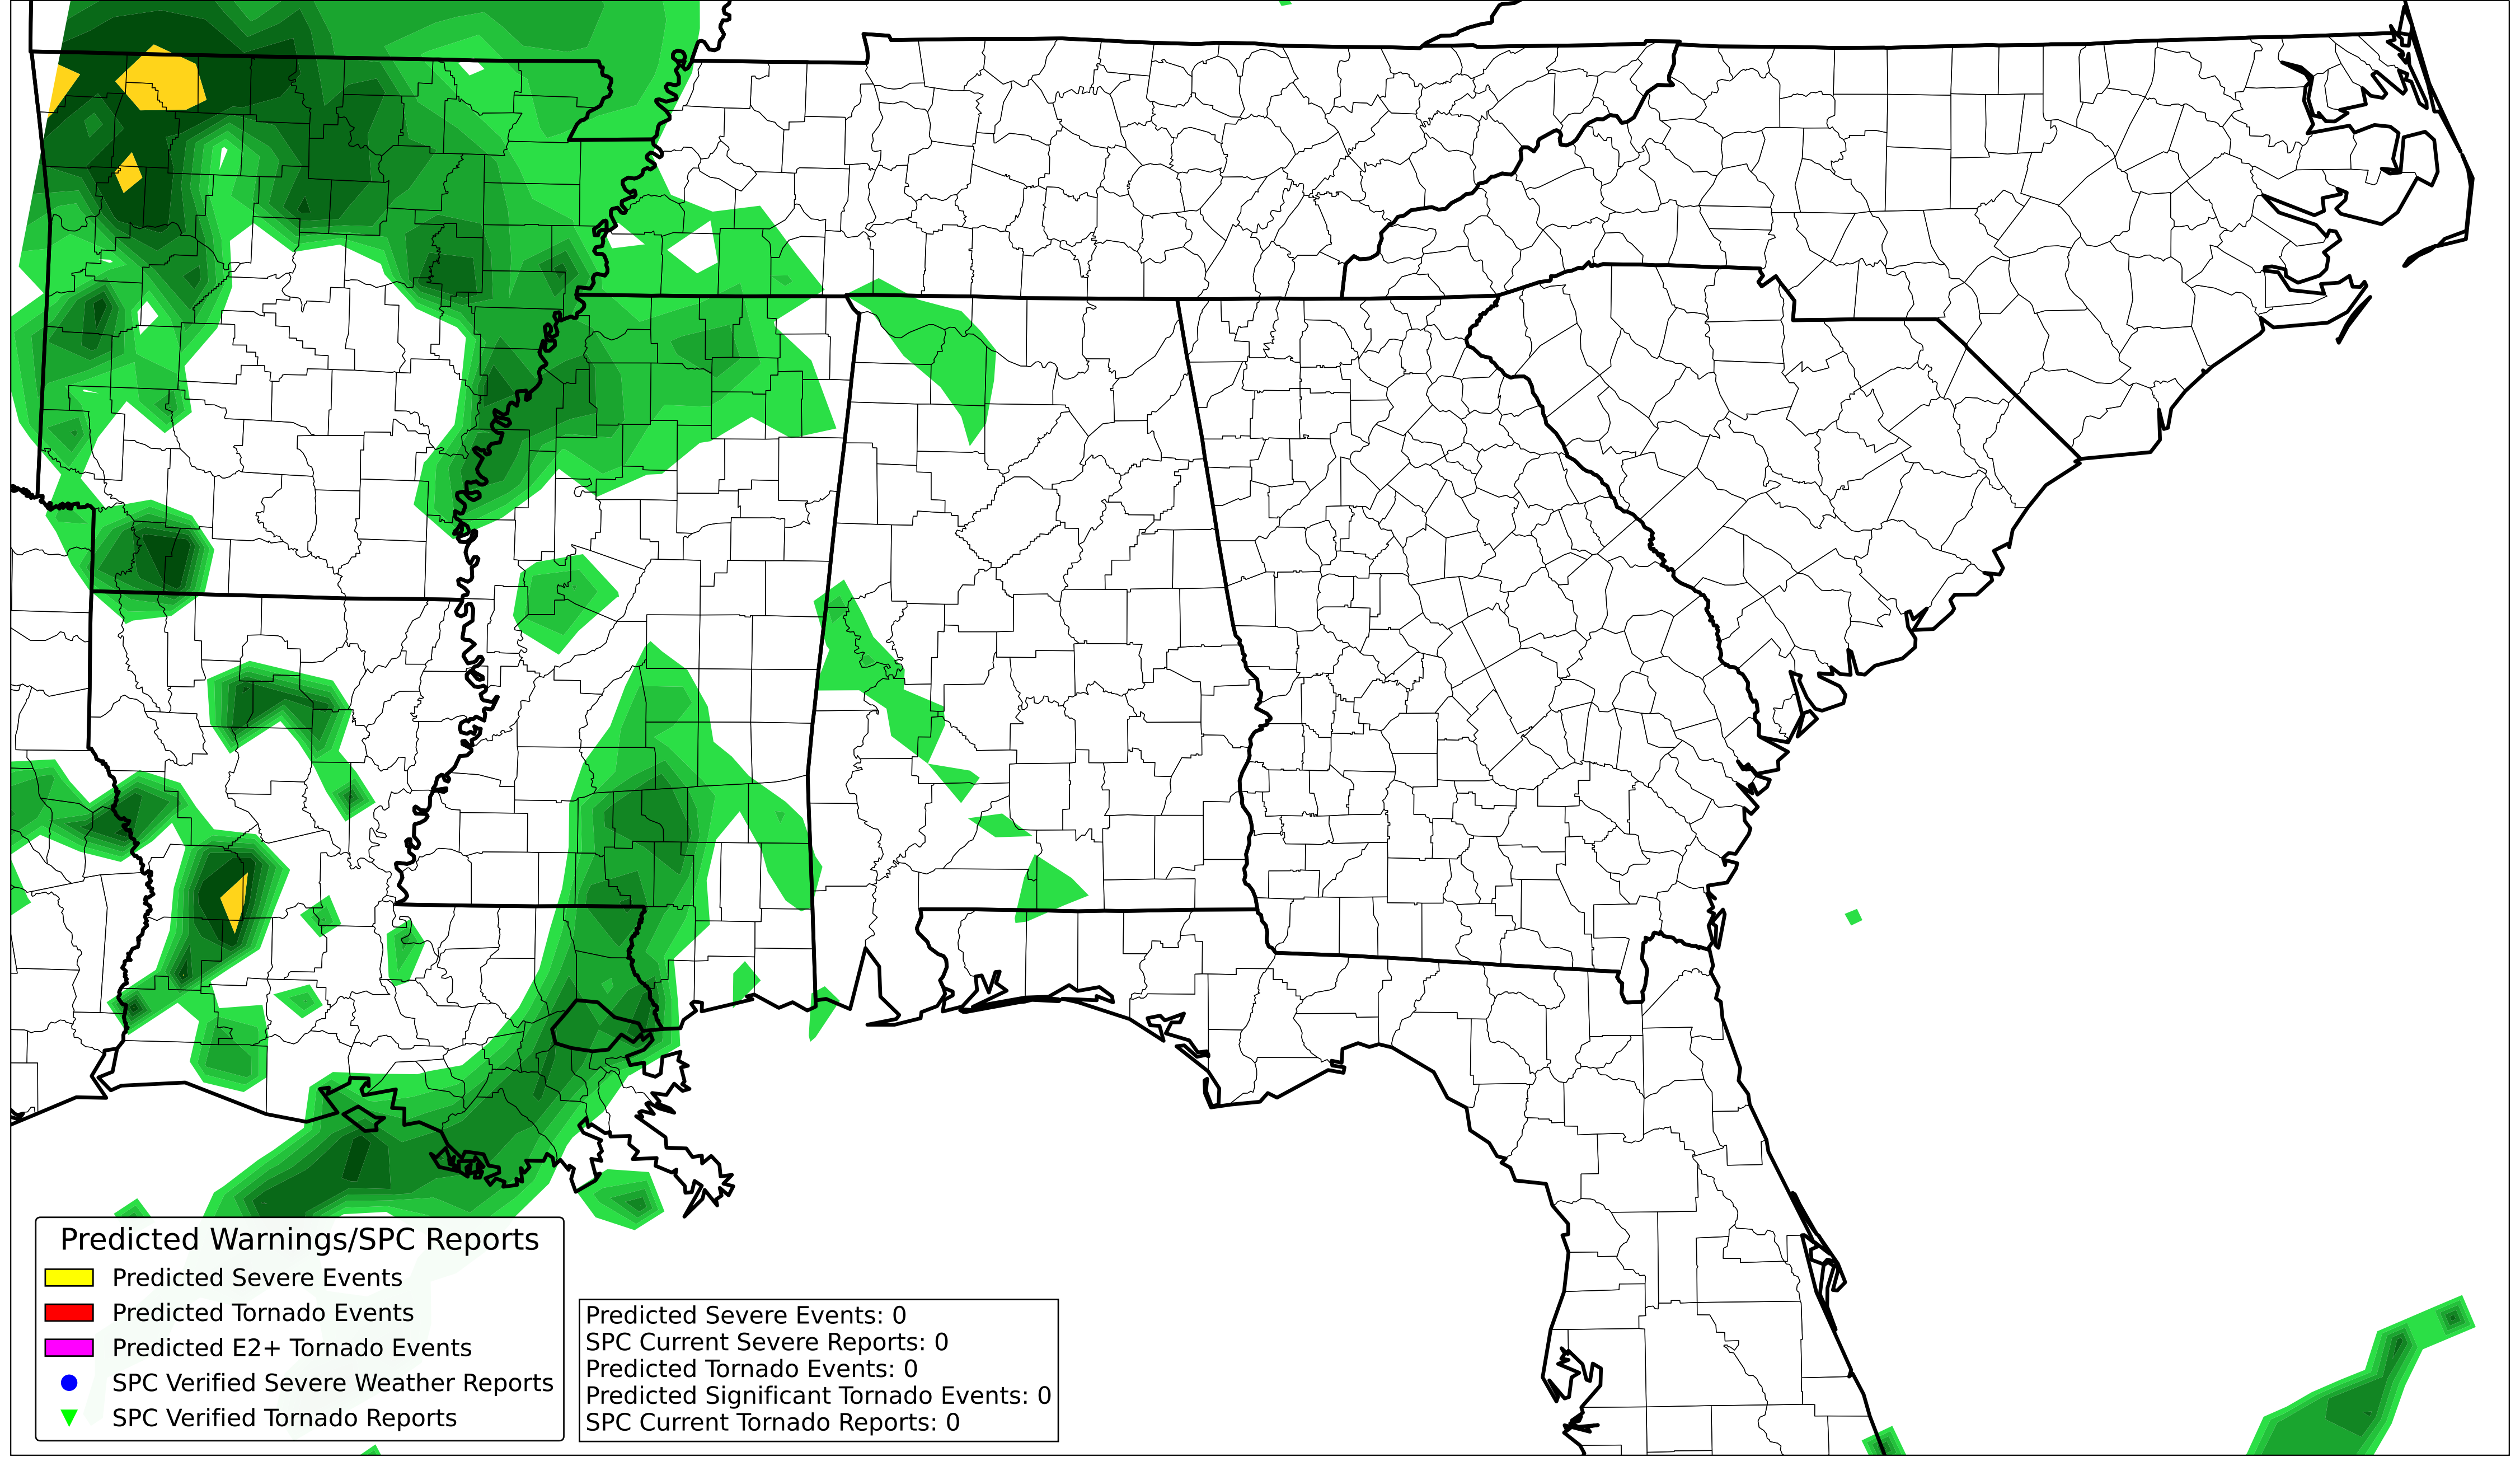 Predicted Warnings/SPC Reports
Predicted Severe Events
Predicted Tornado Events
Predicted E2+ Tornado Events
SPC Verified Severe Weather Reports
SPC Verified Tornado Reports
Predicted Severe Events: 0
SPC Current Severe Reports: 0
Predicted Tornado Events: 0
Predicted Significant Tornado Events: 0
SPC Current Tornado Reports: 0